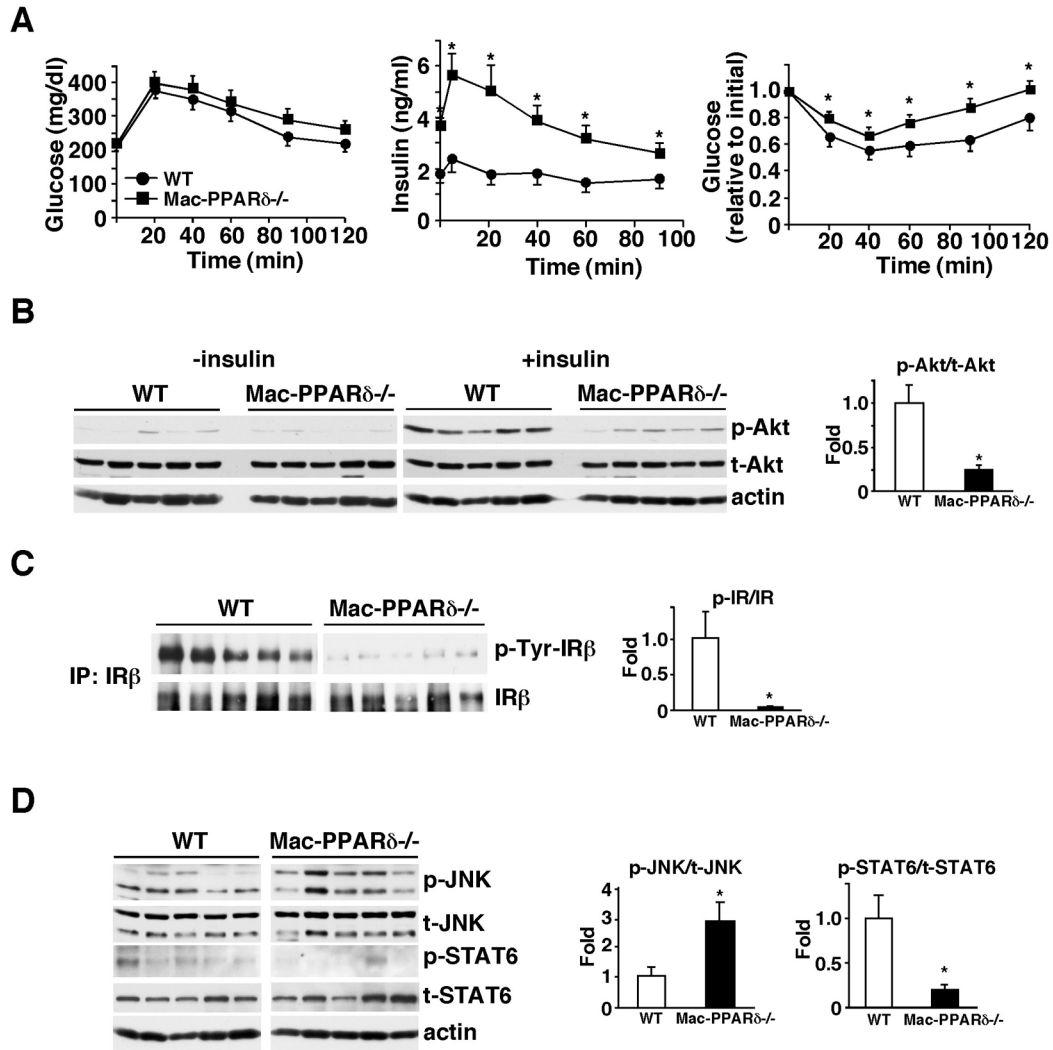 A
Glucose (mg/dl)
400
300
200
100
0
WT
Mac-PPARδ-/-
20 40 60 80 100 120
Time (min)
Insulin (ng/ml)
6
4
2
0
* * * * * *
20 40 60 80 100
Time (min)
Glucose
(relative to initial)
1.0
0.8
0.6
0.4
0.2
0
* * * * *
20 40 60 80 100 120
Time (min)
B
-insulin
+insulin
WT
Mac-PPARδ-/-
WT
Mac-PPARδ-/-
p-Akt
t-Akt
actin
p-Akt/t-Akt
Fold
1.0
0.5
0
*
WT Mac-PPARδ-/-
C
WT
Mac-PPARδ-/-
IP: IRβ
p-Tyr-IRβ
IRβ
p-IR/IR
Fold
1.0
0.5
0
*
WT Mac-PPARδ-/-
D
WT
Mac-PPARδ-/-
p-JNK
t-JNK
p-STAT6
t-STAT6
actin
p-JNK/t-JNK
Fold
4
3
2
1
0
*
WT Mac-PPARδ-/-
p-STAT6/t-STAT6
Fold
1.0
0.5
0
*
WT Mac-PPARδ-/-